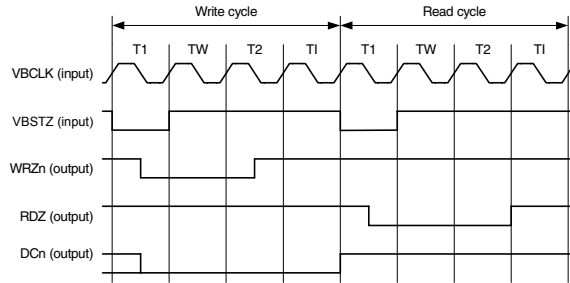 Write cycle Read cycle
T1 TW T2 TI T1 TW T2 TI
VBCLK (input)
VBSTZ (input)
WRZn (output)
RDZ (output)
DCn (output)